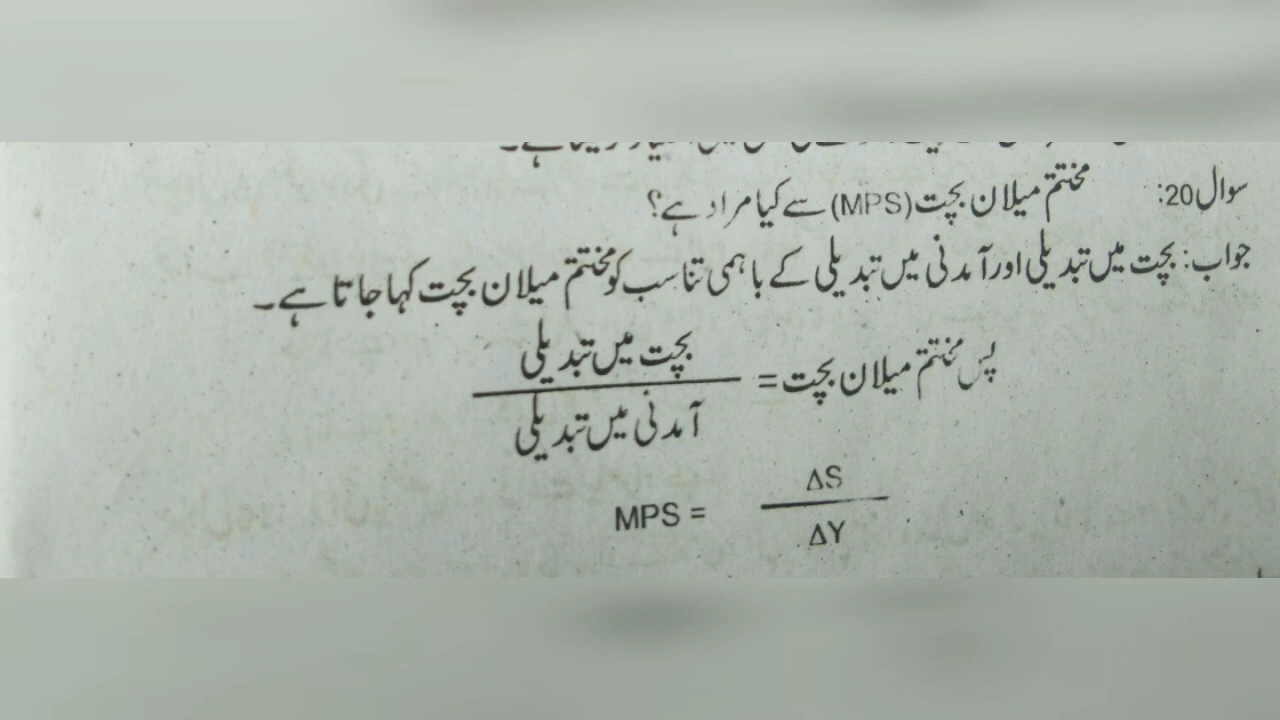 سوال20: مختتم میلان بچت(MPS)سے کیا مراد ہے؟
جواب: بچت میں تبدیلی اور آمدنی میں تبدیلی کے باہمی تناسب کو مختتم میلان بچت کہا جاتا ہے۔
پس مختتم میلان بچت = بچت میں تبدیلی
آمدنی میں تبدیلی
MPS = ΔS
ΔY